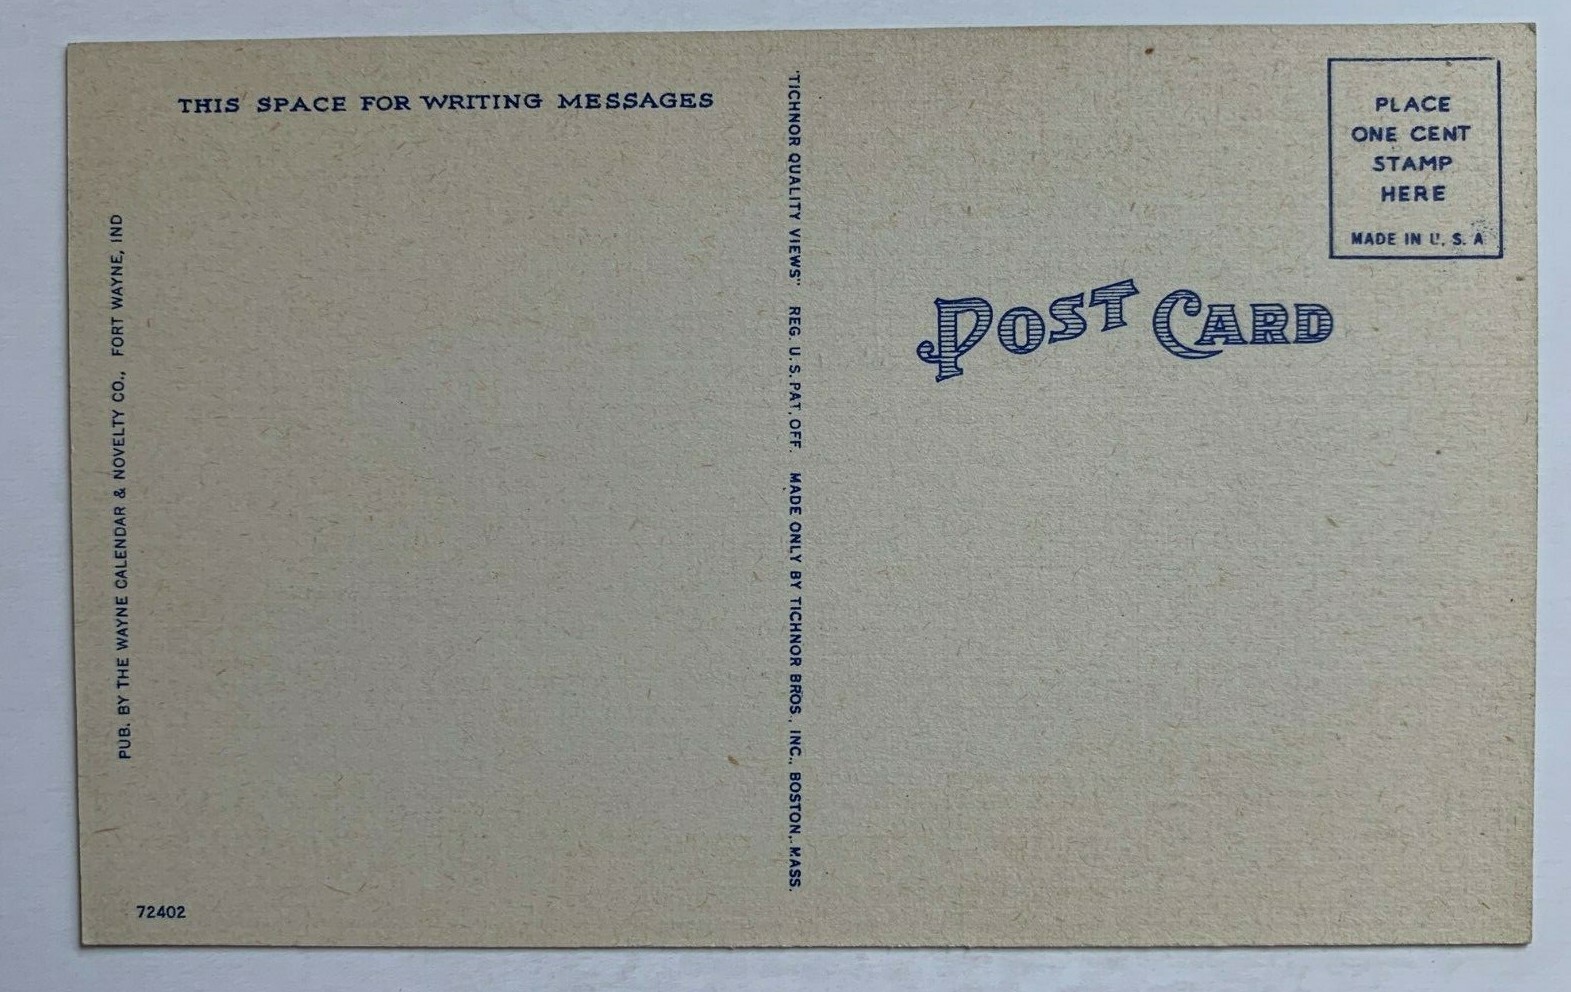 THIS SPACE FOR WRITING MESSAGES
PUB. BY THE WAYNE CALENDAR & NOVELTY CO., FORT WAYNE, IND
72402
"TICHNOR QUALITY VIEWS" REG. U. S. PAT. OFF. MADE ONLY BY TICHNOR BROS., INC., BOSTON, MASS.
PLACE
ONE CENT
STAMP
HERE
MADE IN U. S. A
POST CARD